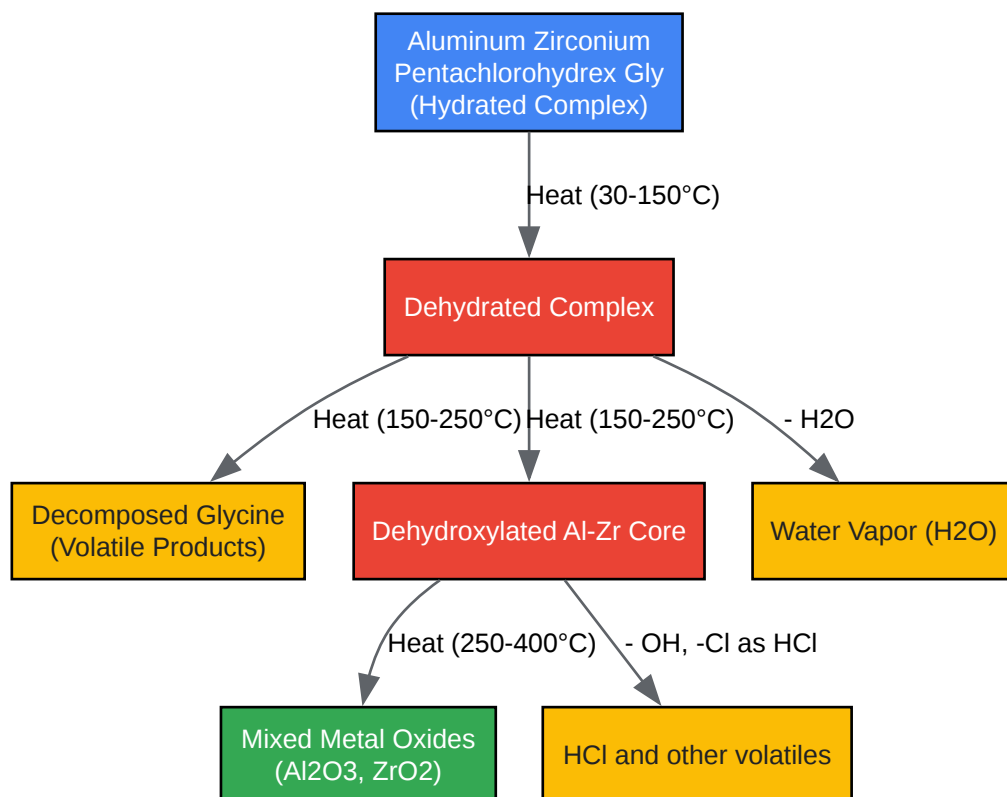 Aluminum Zirconium
Pentachlorohydrex Gly
(Hydrated Complex)
Heat (30-150°C)
Dehydrated Complex
Heat (150-250°C)
Heat (150-250°C)
- H2O
Decomposed Glycine
(Volatile Products)
Dehydroxylated Al-Zr Core
Water Vapor (H2O)
Heat (250-400°C)
- OH, -Cl as HCl
Mixed Metal Oxides
(Al2O3, ZrO2)
HCl and other volatiles